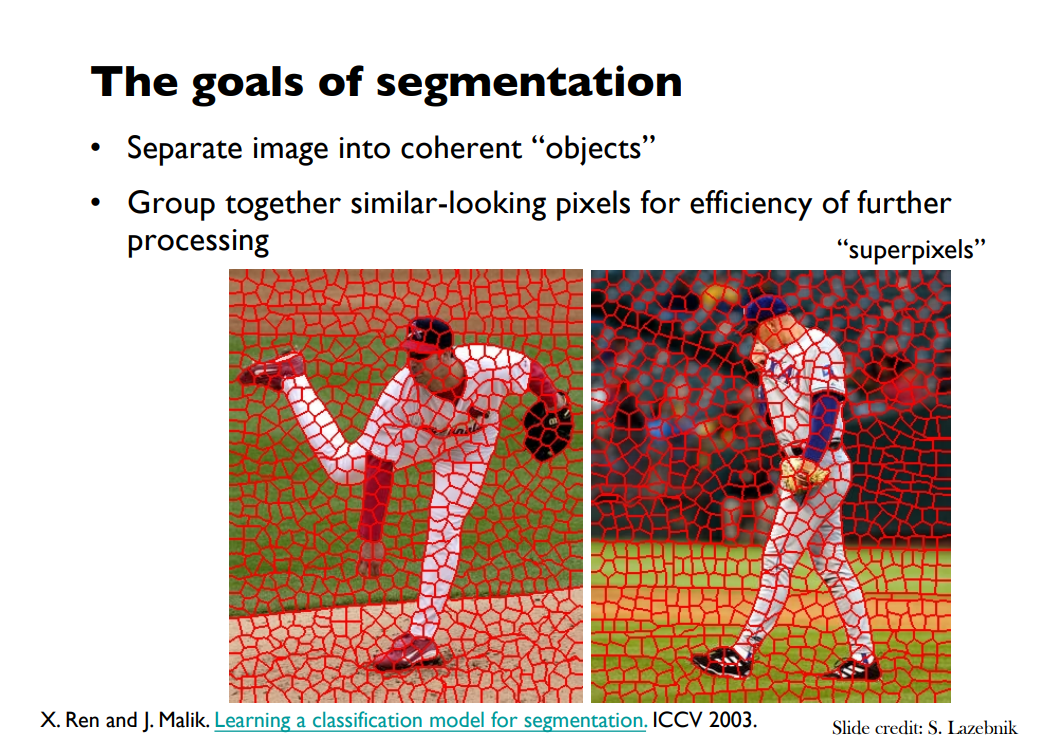 The goals of segmentation
• Separate image into coherent “objects”
• Group together similar-looking pixels for efficiency of further
processing
“superpixels”
X. Ren and J. Malik. Learning a classification model for segmentation. ICCV 2003.
Slide credit: S. Lazebnik